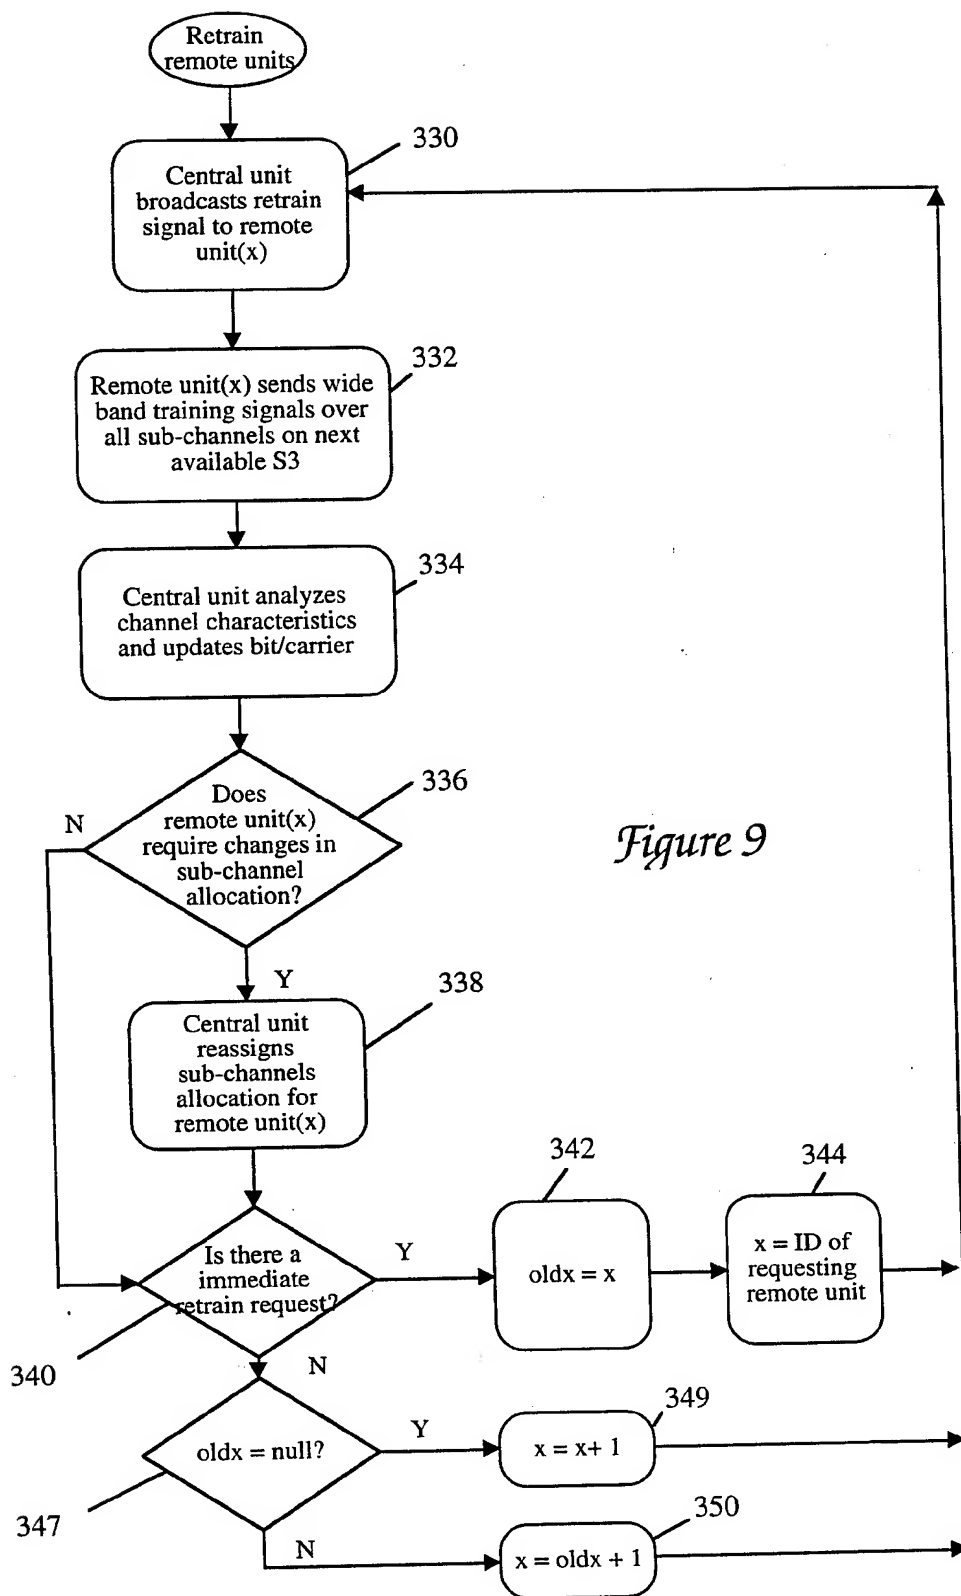 Retrain
remote units
330
Central unit
broadcasts retrain
signal to remote
unit(x)
332
Remote unit(x) sends wide
band training signals over
all sub-channels on next
available S3
334
Central unit analyzes
channel characteristics
and updates bit/carrier
336
Does
remote unit(x)
require changes in
sub-channel
allocation?
N
Figure 9
Y
338
Central unit
reassigns
sub-channels
allocation for
remote unit(x)
342
344
Is there a
immediate
retrain request?
Y
oldx = x
x = ID of
requesting
remote unit
340
N
349
oldx = null?
Y
x = x+ 1
347
350
N
x = oldx + 1